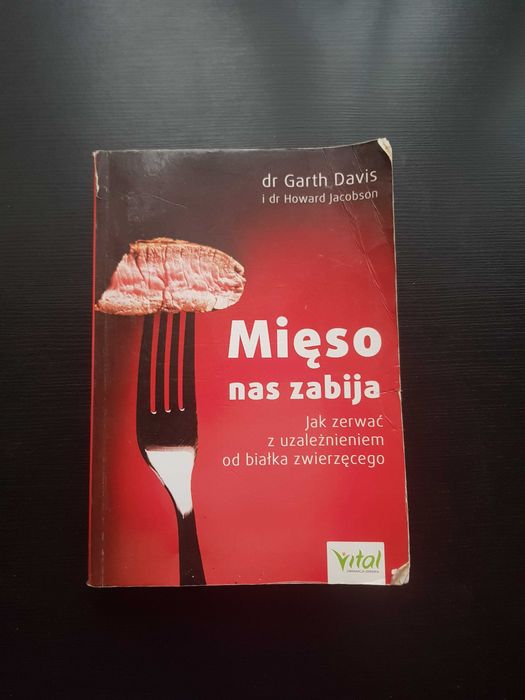 dr Garth Davis
i dr Howard Jacobson
Mięso
nas zabija
Jak zerwać
z uzależnieniem
od białka zwierzęcego
Vital